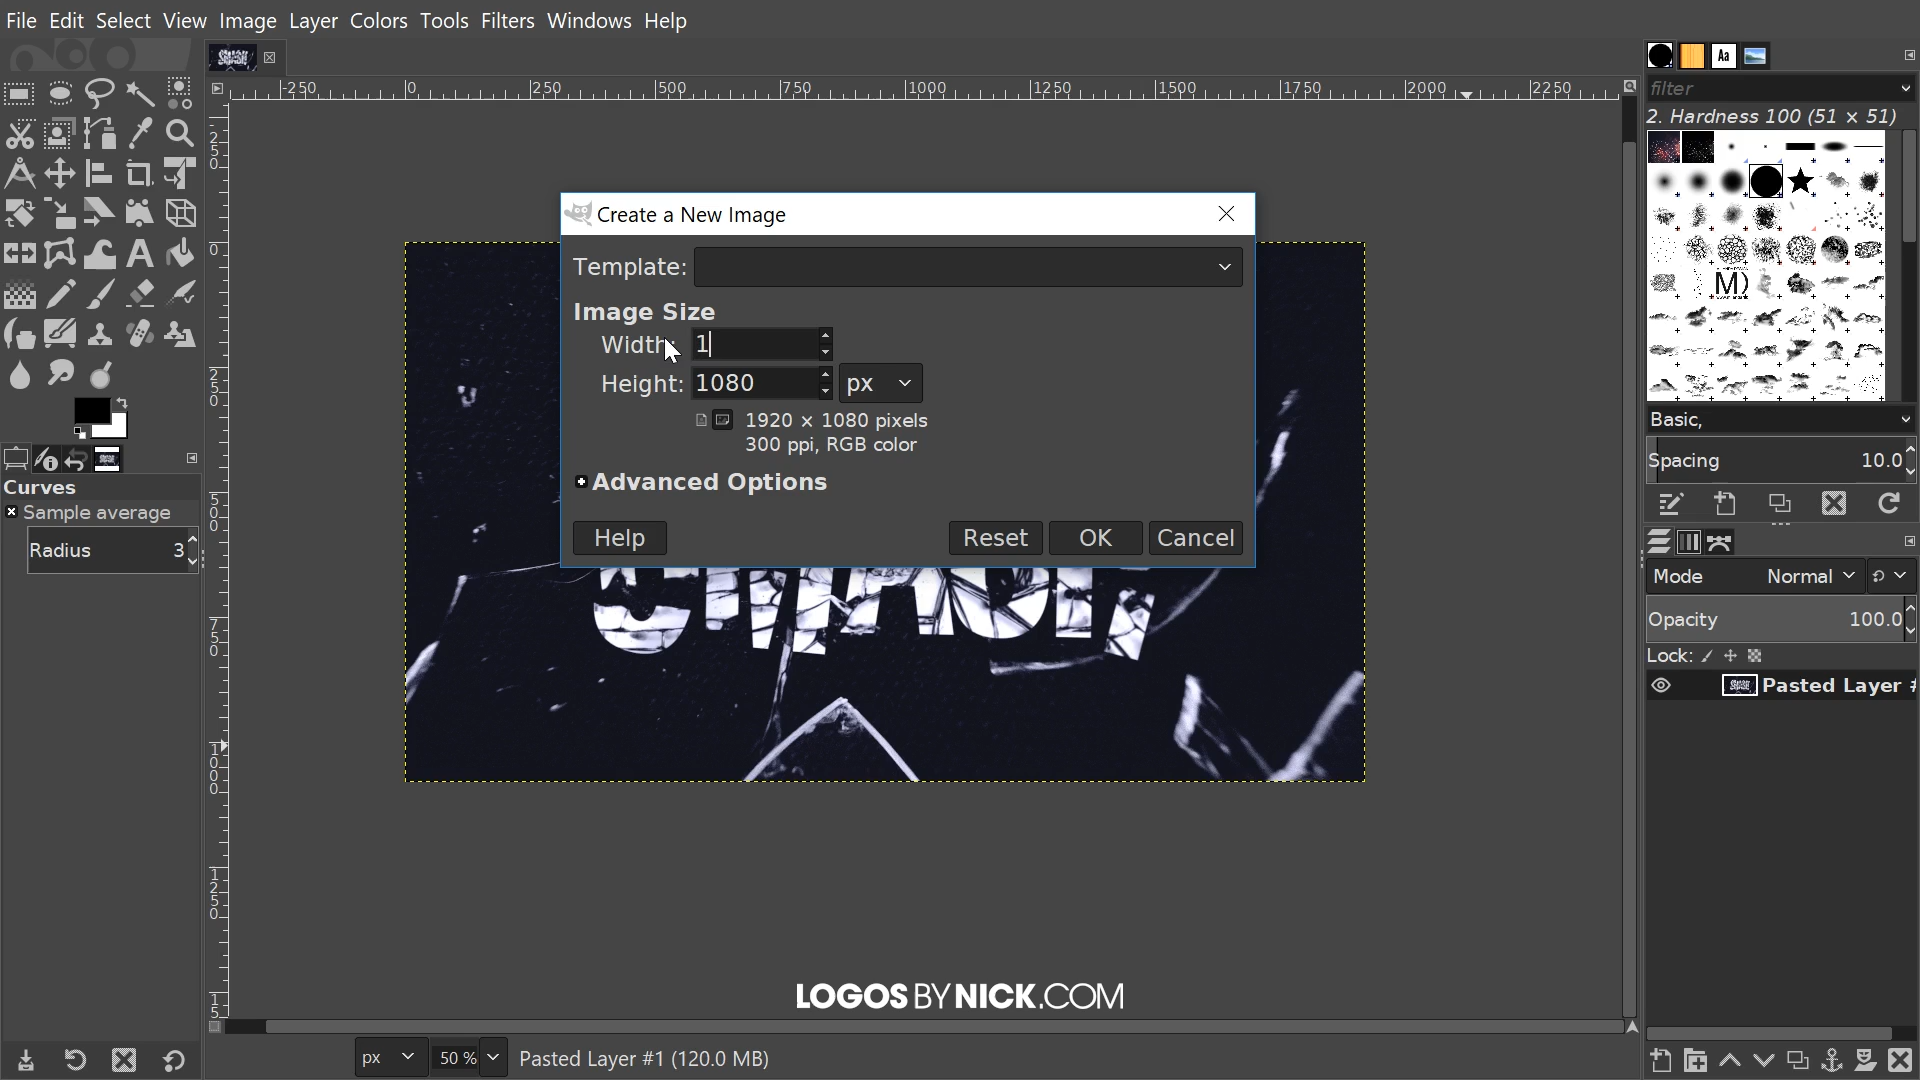 File Edit Select View Image Layer Colors Tools Filters Windows Help
-250 0 250 500 750 1000 1250 1500 1750 2000 2250
filter
2. Hardness 100 (51 × 51)
Create a New Image
Template:
Image Size
Width: 1
Height: 1080 px
1920 × 1080 pixels
300 ppi, RGB color
Advanced Options
Help Reset OK Cancel
Basic,
Spacing 10.0
Curves
Sample average
Radius 3
Mode Normal
Opacity 100.0
Lock:
Pasted Layer #
LOGOS BY NICK.COM
px 50 % Pasted Layer #1 (120.0 MB)